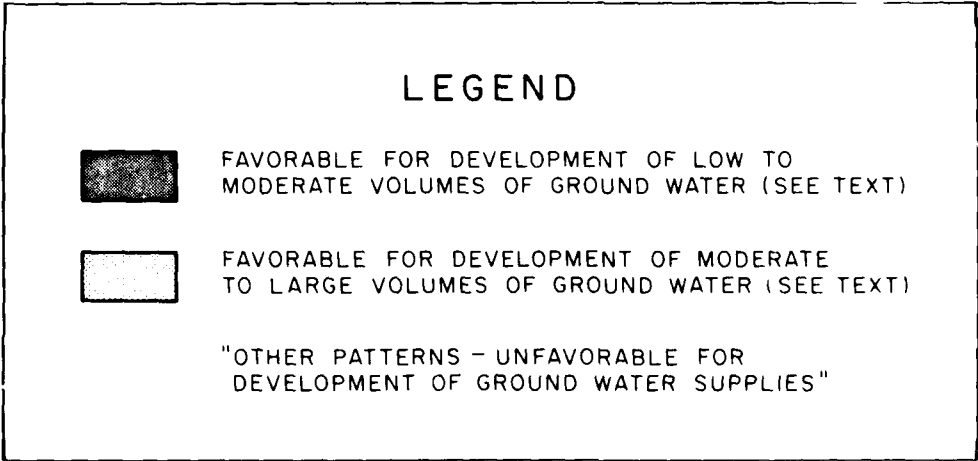 LEGEND
FAVORABLE FOR DEVELOPMENT OF LOW TO
MODERATE VOLUMES OF GROUND WATER (SEE TEXT)
FAVORABLE FOR DEVELOPMENT OF MODERATE
TO LARGE VOLUMES OF GROUND WATER (SEE TEXT)
"OTHER PATTERNS – UNFAVORABLE FOR
DEVELOPMENT OF GROUND WATER SUPPLIES"